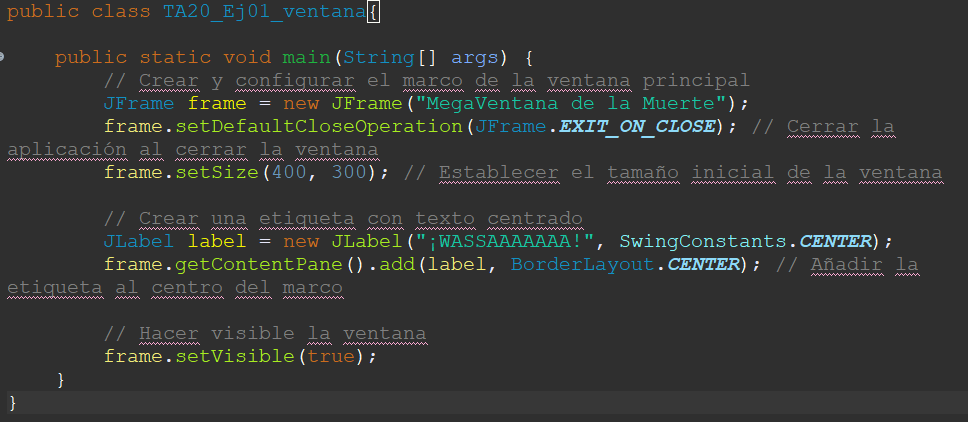 public class TA20_Ej01_ventana{
public static void main(String[] args) {
// Crear y configurar el marco de la ventana principal
JFrame frame = new JFrame("MegaVentana de la Muerte");
frame.setDefaultCloseOperation(JFrame.EXIT_ON_CLOSE); // Cerrar la
aplicación al cerrar la ventana
frame.setSize(400, 300); // Establecer el tamaño inicial de la ventana
// Crear una etiqueta con texto centrado
JLabel label = new JLabel("¡WASSAAAAAAA!", SwingConstants.CENTER);
frame.getContentPane().add(label, BorderLayout.CENTER); // Añadir la
etiqueta al centro del marco
// Hacer visible la ventana
frame.setVisible(true);
}
}